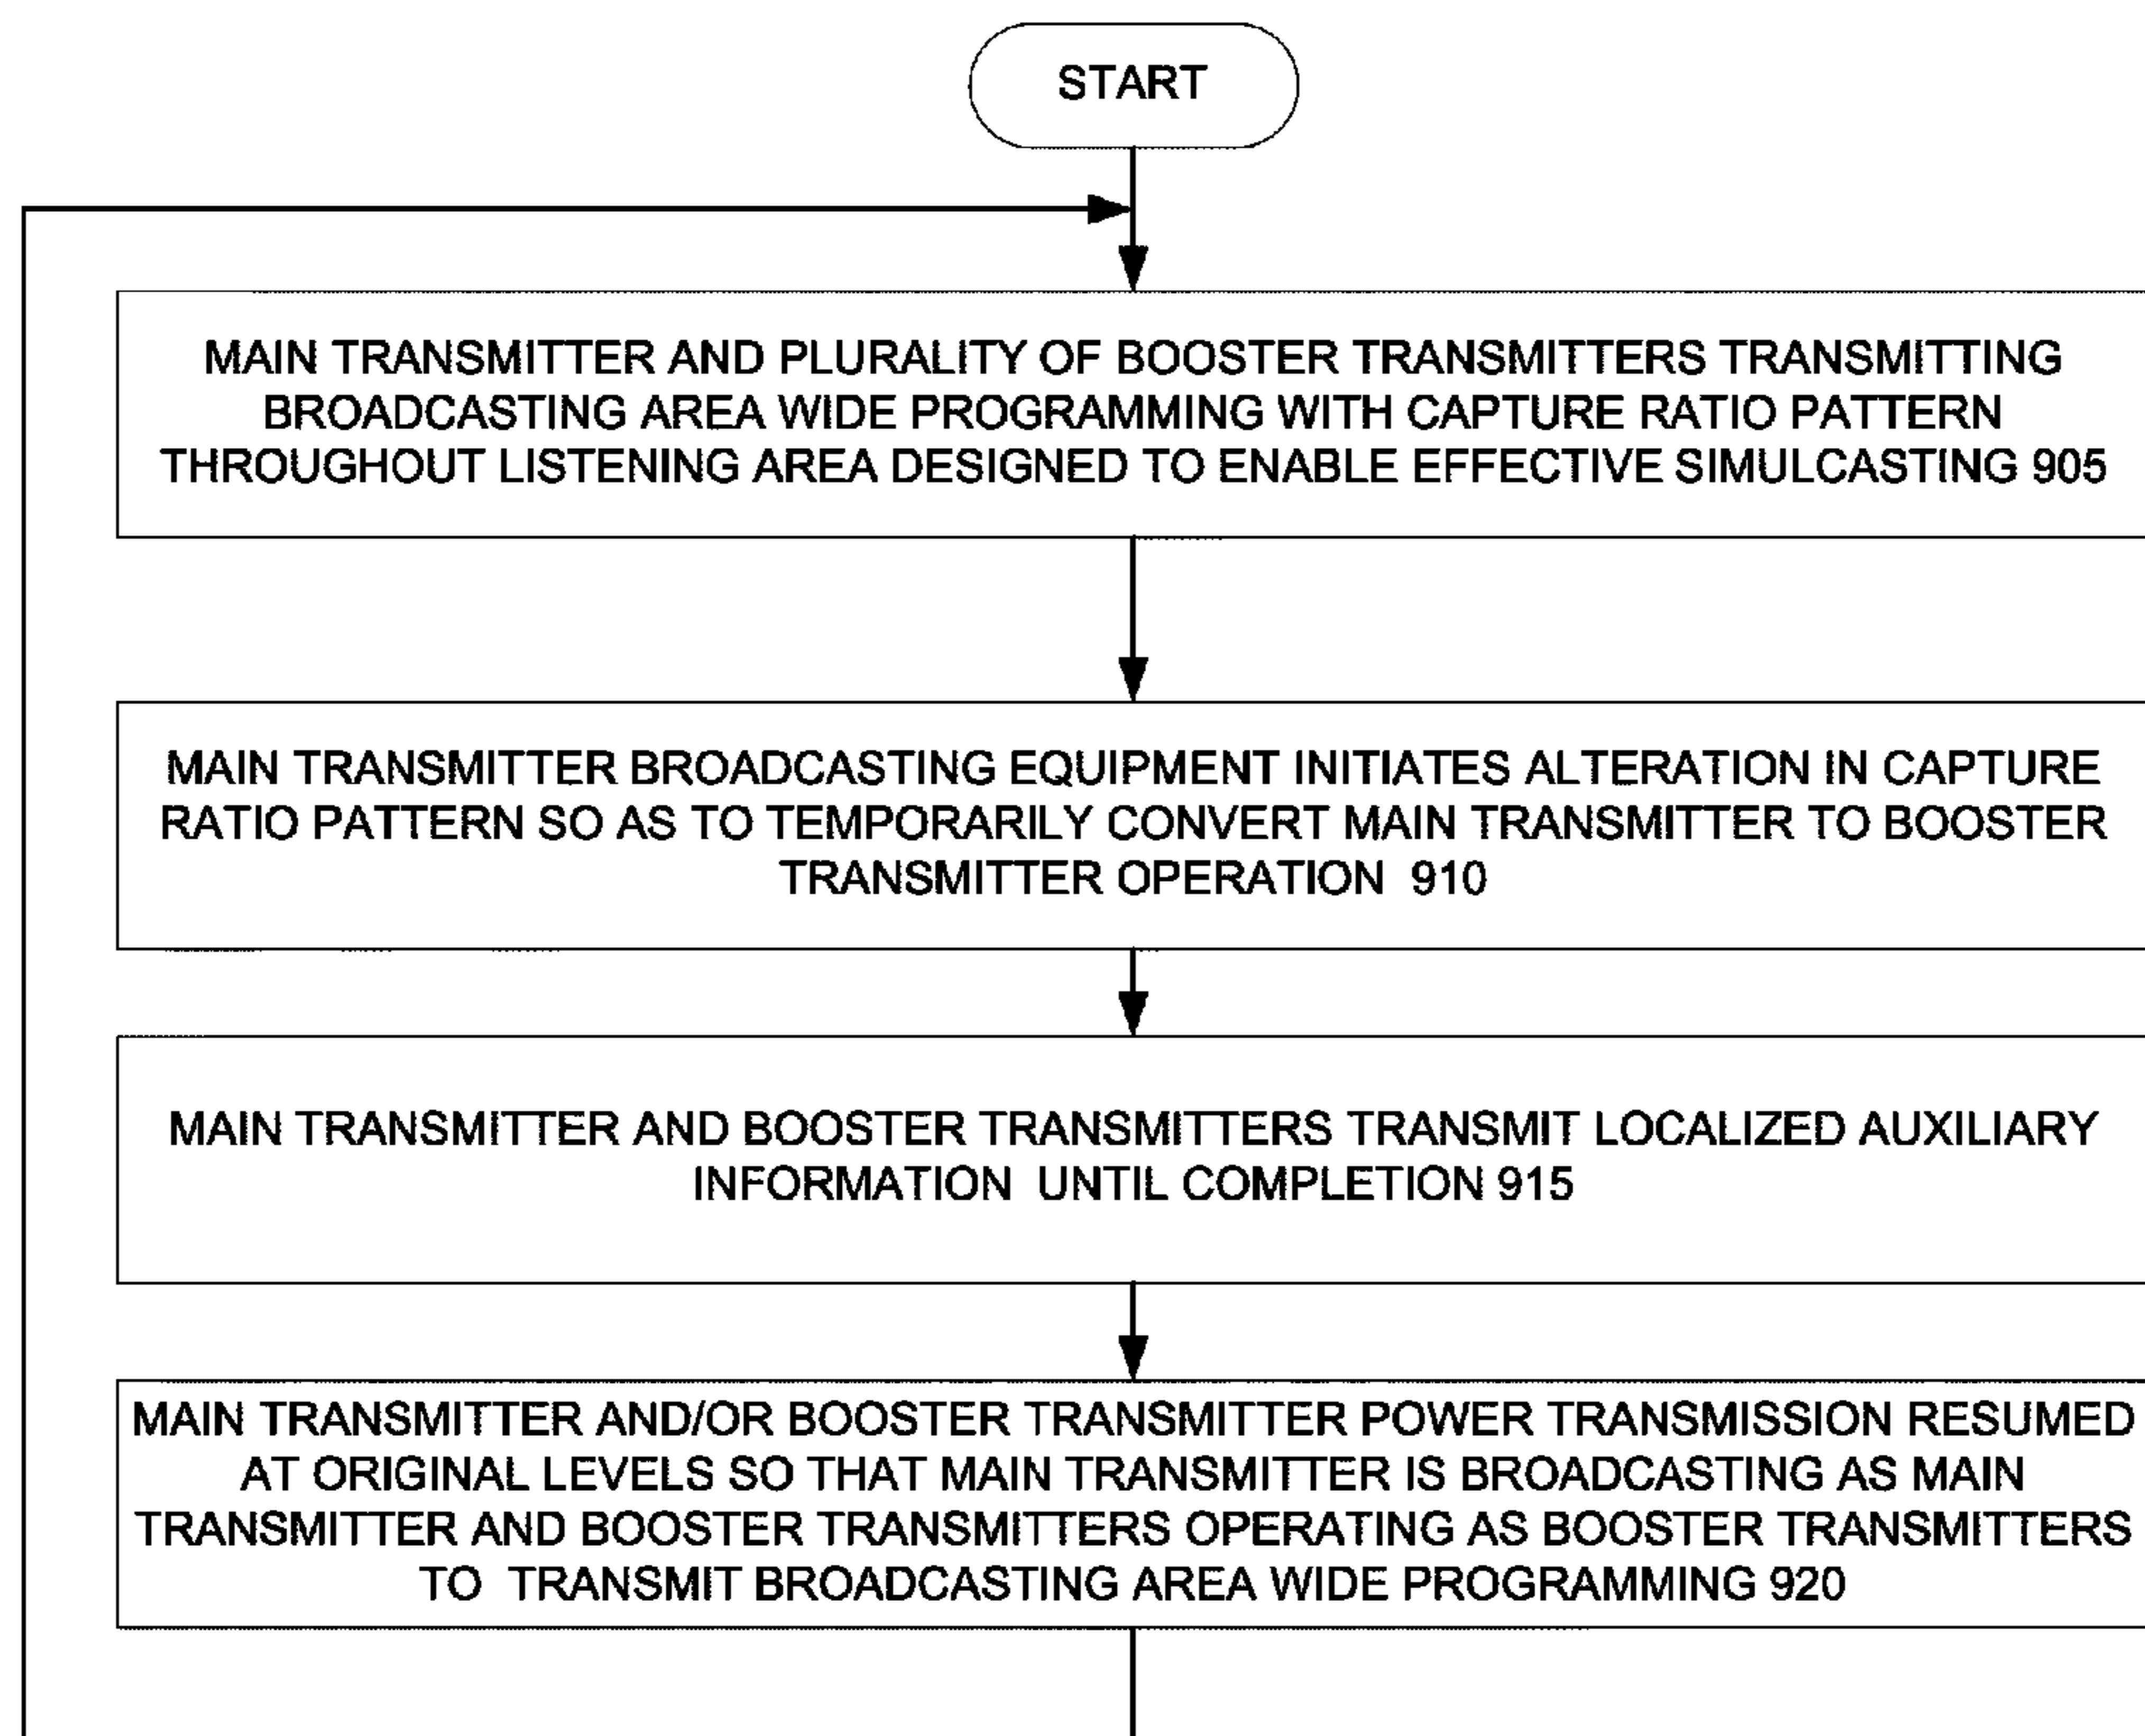 START
MAIN TRANSMITTER AND PLURALITY OF BOOSTER TRANSMITTERS TRANSMITTING
BROADCASTING AREA WIDE PROGRAMMING WITH CAPTURE RATIO PATTERN
THROUGHOUT LISTENING AREA DESIGNED TO ENABLE EFFECTIVE SIMULCASTING 905
MAIN TRANSMITTER BROADCASTING EQUIPMENT INITIATES ALTERATION IN CAPTURE
RATIO PATTERN SO AS TO TEMPORARILY CONVERT MAIN TRANSMITTER TO BOOSTER
TRANSMITTER OPERATION 910
MAIN TRANSMITTER AND BOOSTER TRANSMITTERS TRANSMIT LOCALIZED AUXILIARY
INFORMATION UNTIL COMPLETION 915
MAIN TRANSMITTER AND/OR BOOSTER TRANSMITTER POWER TRANSMISSION RESUMED
AT ORIGINAL LEVELS SO THAT MAIN TRANSMITTER IS BROADCASTING AS MAIN
TRANSMITTER AND BOOSTER TRANSMITTERS OPERATING AS BOOSTER TRANSMITTERS
TO TRANSMIT BROADCASTING AREA WIDE PROGRAMMING 920